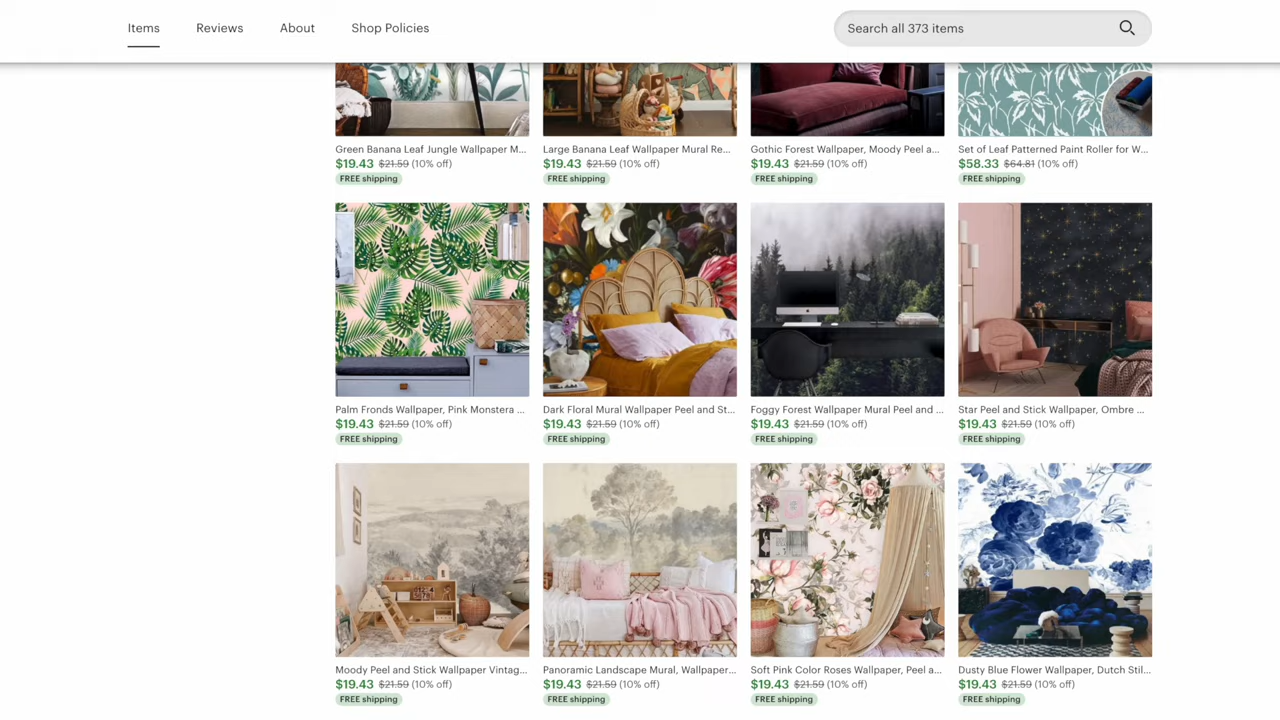 Items Reviews About Shop Policies Search all 373 items
Green Banana Leaf Jungle Wallpaper M... Large Banana Leaf Wallpaper Mural Re... Gothic Forest Wallpaper, Moody Peel a... Set of Leaf Patterned Paint Roller for W...
$19.43 $21.59 (10% off) $19.43 $21.59 (10% off) $19.43 $21.59 (10% off) $58.33 $64.81 (10% off)
FREE shipping FREE shipping FREE shipping FREE shipping
Palm Fronds Wallpaper, Pink Monstera ... Dark Floral Mural Wallpaper Peel and St... Foggy Forest Wallpaper Mural Peel and ... Star Peel and Stick Wallpaper, Ombre ...
$19.43 $21.59 (10% off) $19.43 $21.59 (10% off) $19.43 $21.59 (10% off) $19.43 $21.59 (10% off)
FREE shipping FREE shipping FREE shipping FREE shipping
Moody Peel and Stick Wallpaper Vintag... Panoramic Landscape Mural, Wallpaper... Soft Pink Color Roses Wallpaper, Peel a... Dusty Blue Flower Wallpaper, Dutch Stil...
$19.43 $21.59 (10% off) $19.43 $21.59 (10% off) $19.43 $21.59 (10% off) $19.43 $21.59 (10% off)
FREE shipping FREE shipping FREE shipping FREE shipping